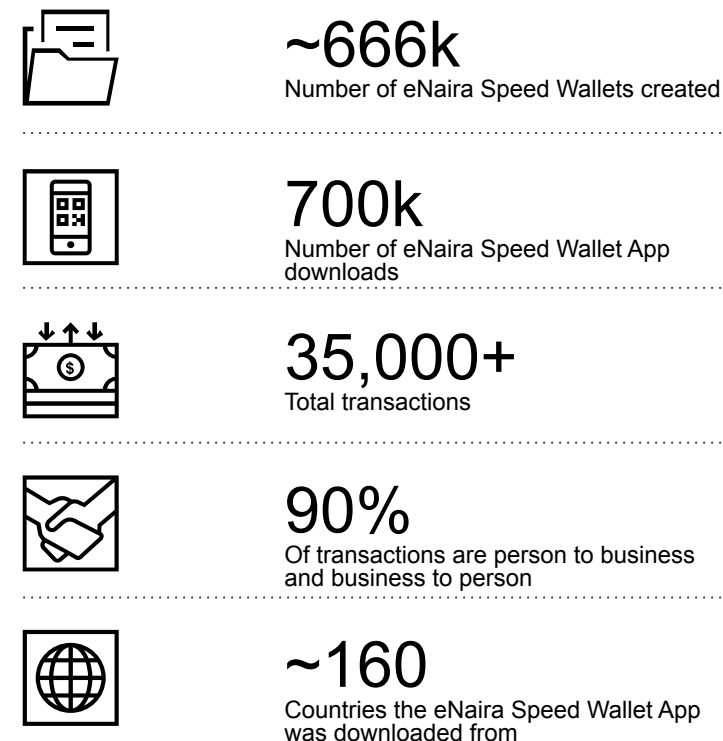 ~666k
Number of eNaira Speed Wallets created
700k
Number of eNaira Speed Wallet App
downloads
$
35,000+
Total transactions
90%
Of transactions are person to business
and business to person
~160
Countries the eNaira Speed Wallet App
was downloaded from